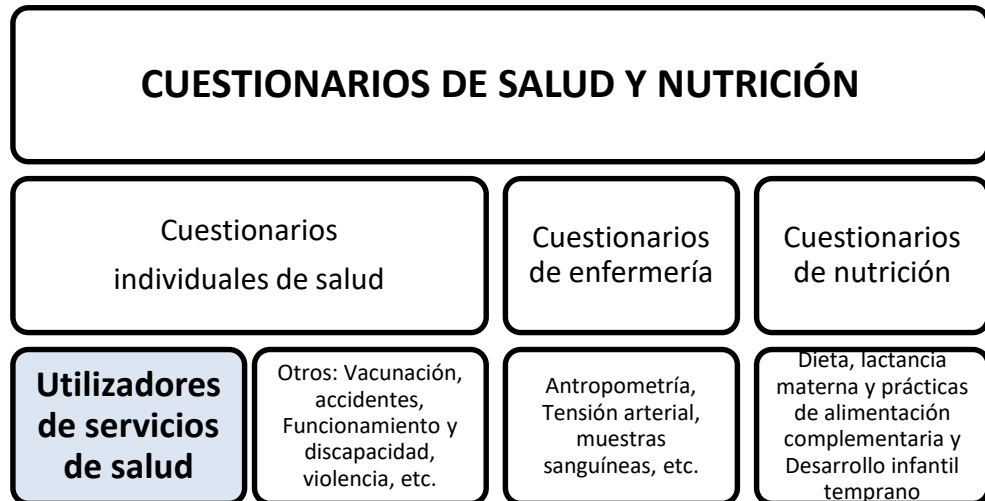 CUESTIONARIOS DE SALUD Y NUTRICIÓN
Cuestionarios
individuales de salud
Cuestionarios
de enfermería
Cuestionarios
de nutrición
Utilizadores
de servicios
de salud
Otros: Vacunación,
accidentes,
Funcionamiento y
discapacidad,
violencia, etc.
Antropometría,
Tensión arterial,
muestras
sanguíneas, etc.
Dieta, lactancia
materna y prácticas
de alimentación
complementaria y
Desarrollo infantil
temprano